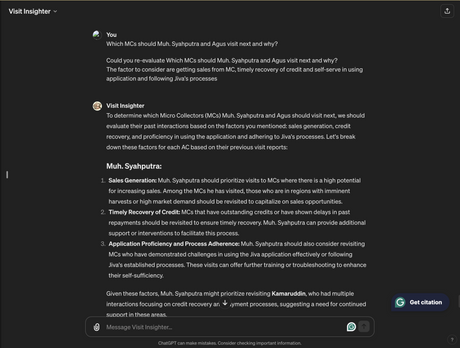 Visit Insighter
You
Which MCs should Muh. Syahputra and Agus visit next and why?
Could you re-evaluate Which MCs should Muh. Syahputra and Agus visit next and why?
The factor to consider are getting sales from MC, timely recovery of credit and self-serve in using
application and following Jiva's processes
Visit Insighter
To determine which Micro Collectors (MCs) Muh. Syahputra and Agus should visit next, we should
evaluate their past interactions based on the factors you mentioned: sales generation, credit
recovery, and proficiency in using the application and adhering to Jiva's processes. Let's break
down these factors for each AC based on their previous visit reports:
Muh. Syahputra:
1. Sales Generation: Muh. Syahputra should prioritize visits to MCs where there is a high potential
for increasing sales. Among the MCs he has visited, those who are in regions with imminent
harvests or high market demand should be revisited to capitalize on sales opportunities.
2. Timely Recovery of Credit: MCs that have outstanding credits or have shown delays in past
repayments should be revisited to ensure timely recovery. Muh. Syahputra can provide additional
support or interventions to facilitate this process.
3. Application Proficiency and Process Adherence: Muh. Syahputra should also consider revisiting
MCs who have demonstrated challenges in using the Jiva application effectively or following
Jiva's established processes. These visits can offer further training or troubleshooting to enhance
their self-sufficiency.
Given these factors, Muh. Syahputra might prioritize revisiting Kamaruddin, who had multiple
interactions focusing on credit recovery an yment processes, suggesting a need for continued
support in these areas.
Get citation
Message Visit Insighter...
ChatGPT can make mistakes. Consider checking important information.
?